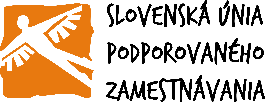 SLOVENSKÁ ÚNIA
PODPOROVANÉHO
ZAMESTNÁVANIA